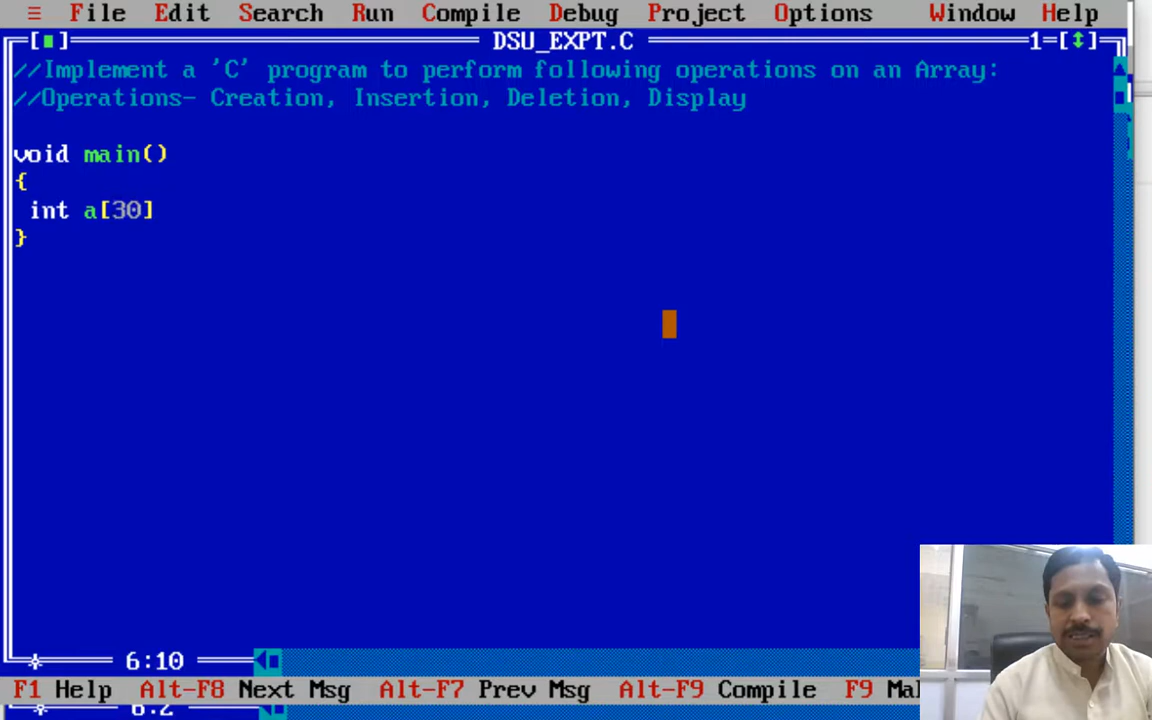 ≡ File Edit Search Run Compile Debug Project Options Window Help
[■] DSU_EXPT.C 1=[↕]
//Implement a 'C' program to perform following operations on an Array:
//Operations- Creation, Insertion, Deletion, Display
void main()
{
int a[30]
}
6:10
F1 Help Alt-F8 Next Msg Alt-F7 Prev Msg Alt-F9 Compile F9
6:2